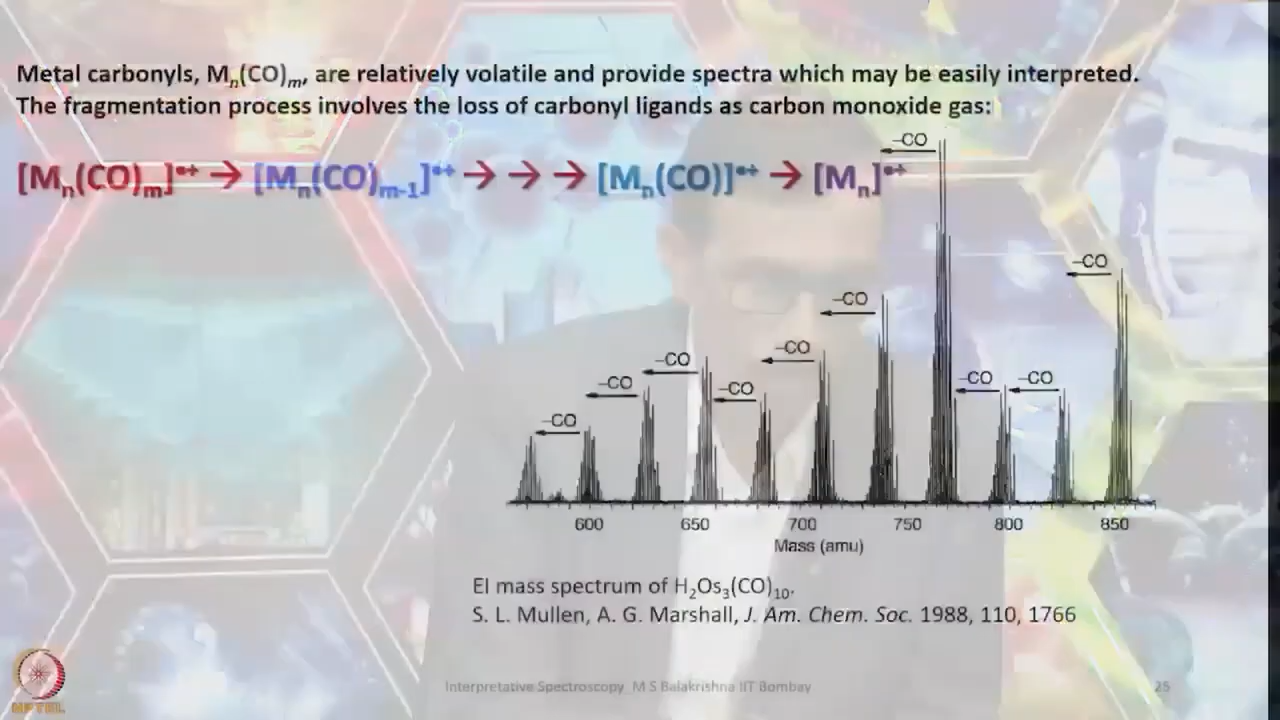 Metal carbonyls, Mn(CO)m, are relatively volatile and provide spectra which may be easily interpreted.
The fragmentation process involves the loss of carbonyl ligands as carbon monoxide gas:
[Mn(CO)m]•+ → [Mn(CO)m-1]•+ → → → [Mn(CO)]•+ → [Mn]•+
–CO
–CO
–CO
–CO
–CO
–CO
–CO
–CO
–CO
–CO
600 650 700 750 800 850
Mass (amu)
EI mass spectrum of H2Os3(CO)10.
S. L. Mullen, A. G. Marshall, J. Am. Chem. Soc. 1988, 110, 1766
Interpretative Spectroscopy_M S Balakrishna IIT Bombay
25
NPTEL